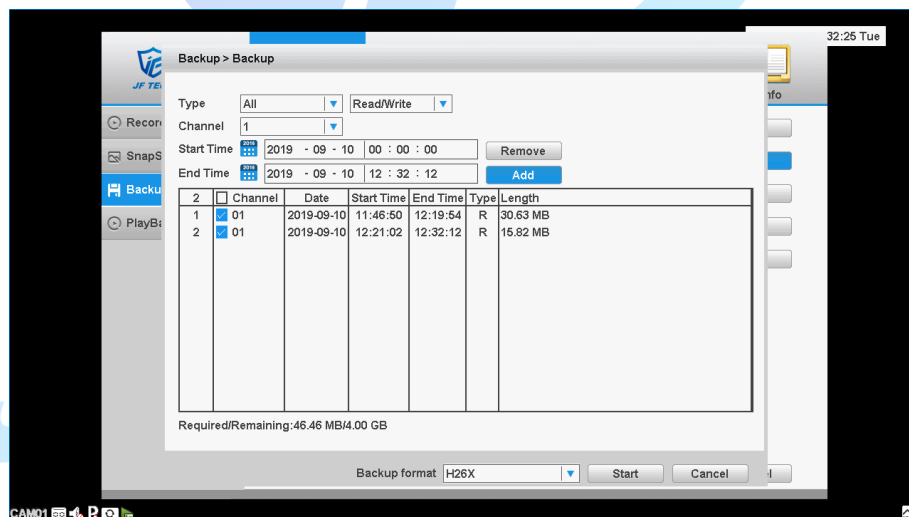 32:25 Tue
Backup > Backup
JF TE
nfo
Type All Read/Write
Channel 1
Start Time 2019 - 09 - 10 00 : 00 : 00 Remove
End Time 2019 - 09 - 10 12 : 32 : 12 Add
Recor
SnapS
Backu
PlayBa
2 Channel Date Start Time End Time Type Length
1 01 2019-09-10 11:46:50 12:19:54 R 30.63 MB
2 01 2019-09-10 12:21:02 12:32:12 R 15.82 MB
Required/Remaining:46.46 MB/4.00 GB
Backup format H26X Start Cancel el
CAM01